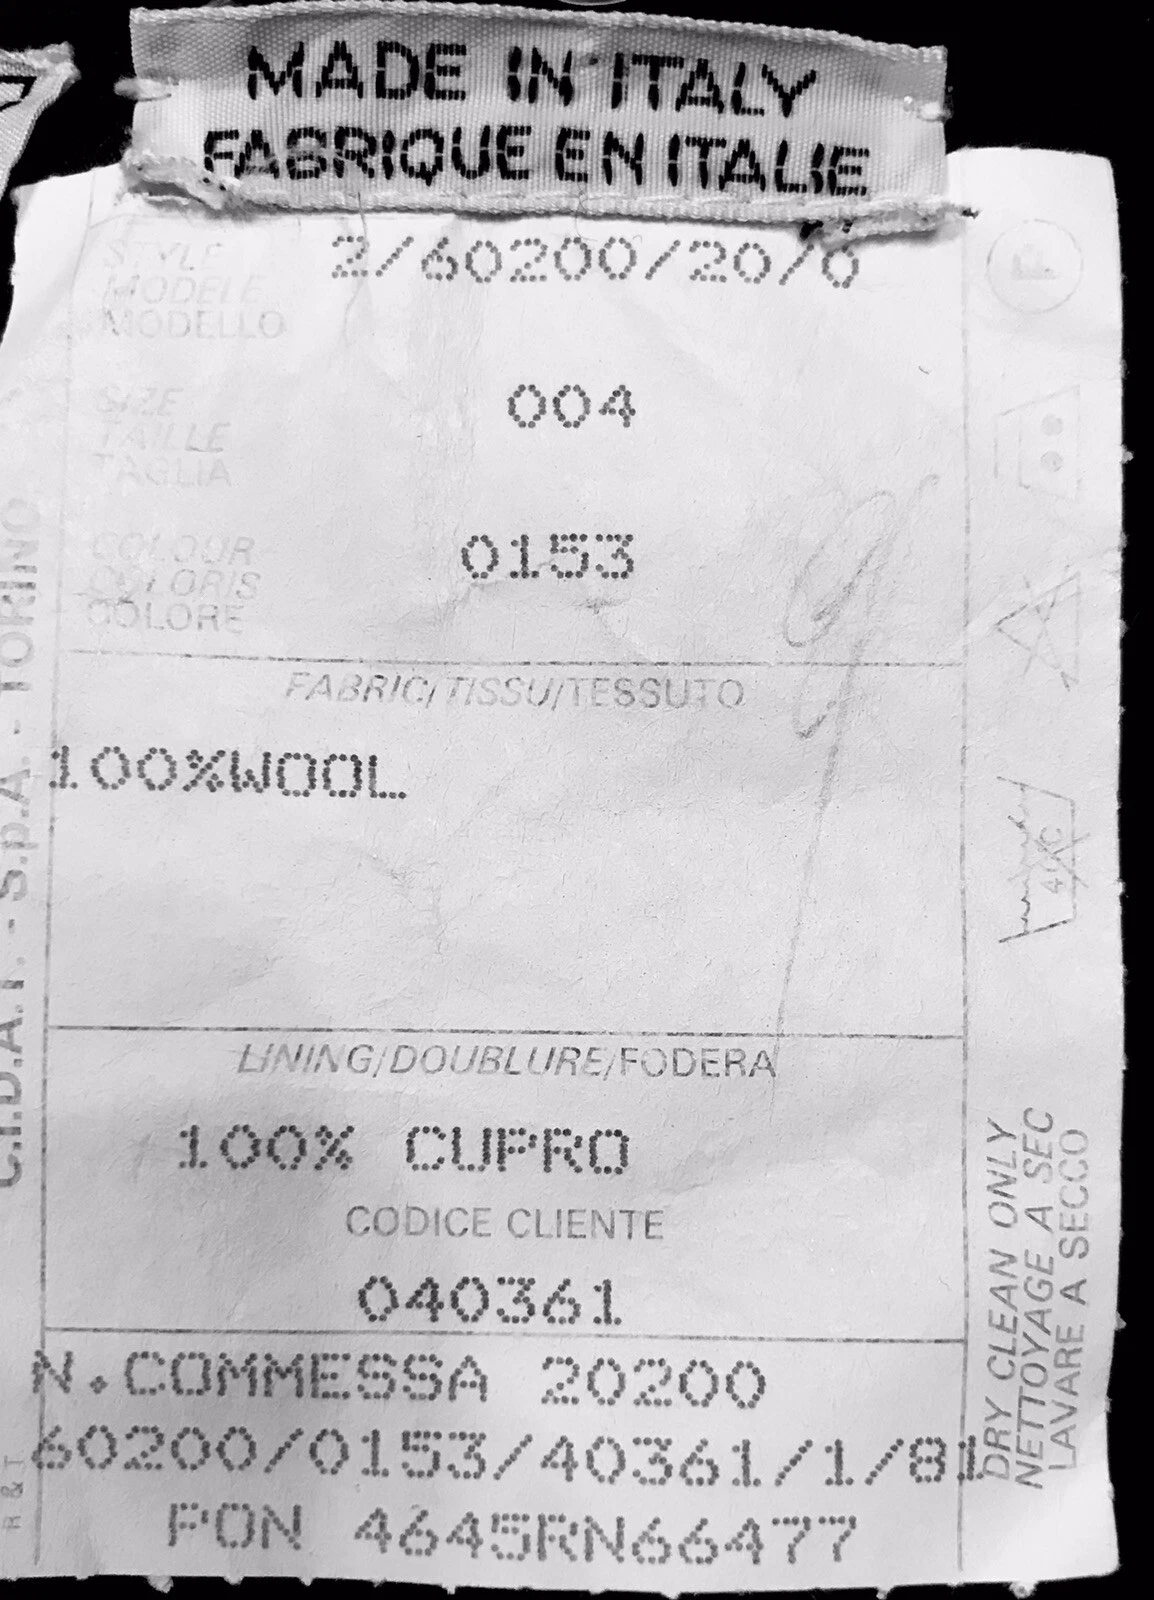 MADE IN ITALY
FABRIQUE EN ITALIE
STYLE
MODELE
MODELLO
2/60200/20/6
SIZE
TAILLE
TAGLIA
004
COLOUR
COLORIS
COLORE
0153
FABRIC/TISSU/TESSUTO
100%WOOL
LINING/DOUBLURE/FODERA
100% CUPRO
CODICE CLIENTE
040361
N.COMMESSA 20200
60200/0153/40361/1/81
PON 4645RN66477
S.p.A. - TORINO
R & T
F
DRY CLEAN ONLY
NETTOYAGE A SEC
LAVARE A SECCO